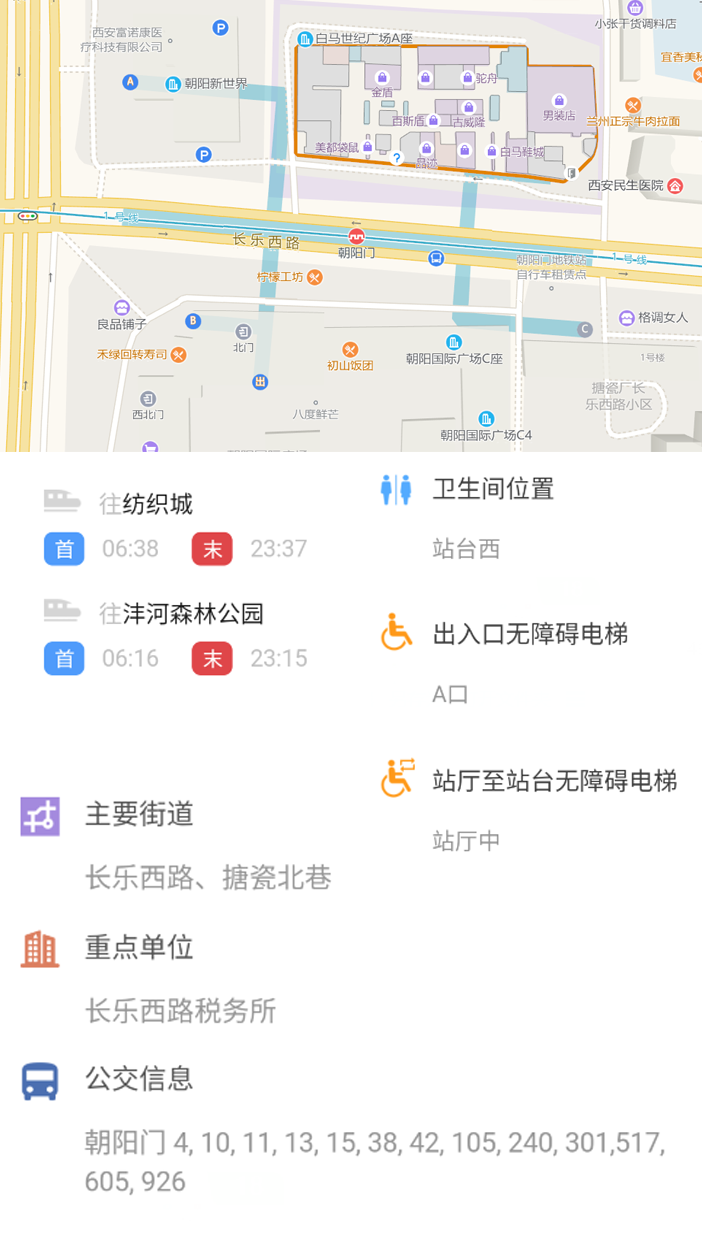 小张干货调料店
西安富诺康医
疗科技有限公司
P
白马世纪广场A座
宜香美秘
A
朝阳新世界
金盾
驼舟
男装店
百斯盾
古威隆
兰州正宗牛肉拉面
美都袋鼠
P
?
白马鞋城
西安民生医院
1号线
长乐西路
朝阳门
朝阳门地铁站
自行车租赁点
1号线
柠檬工坊
良品铺子
B
北门
C
格调女人
禾绿回转寿司
初山饭团
朝阳国际广场C座
1号楼
搪瓷厂长
乐西路小区
西北门
八度鲜芒
朝阳国际广场C4
往纺织城
首 06:38 末 23:37
往沣河森林公园
首 06:16 末 23:15
卫生间位置
站台西
出入口无障碍电梯
A口
站厅至站台无障碍电梯
站厅中
主要街道
长乐西路、搪瓷北巷
重点单位
长乐西路税务所
公交信息
朝阳门 4, 10, 11, 13, 15, 38, 42, 105, 240, 301,517,
605, 926